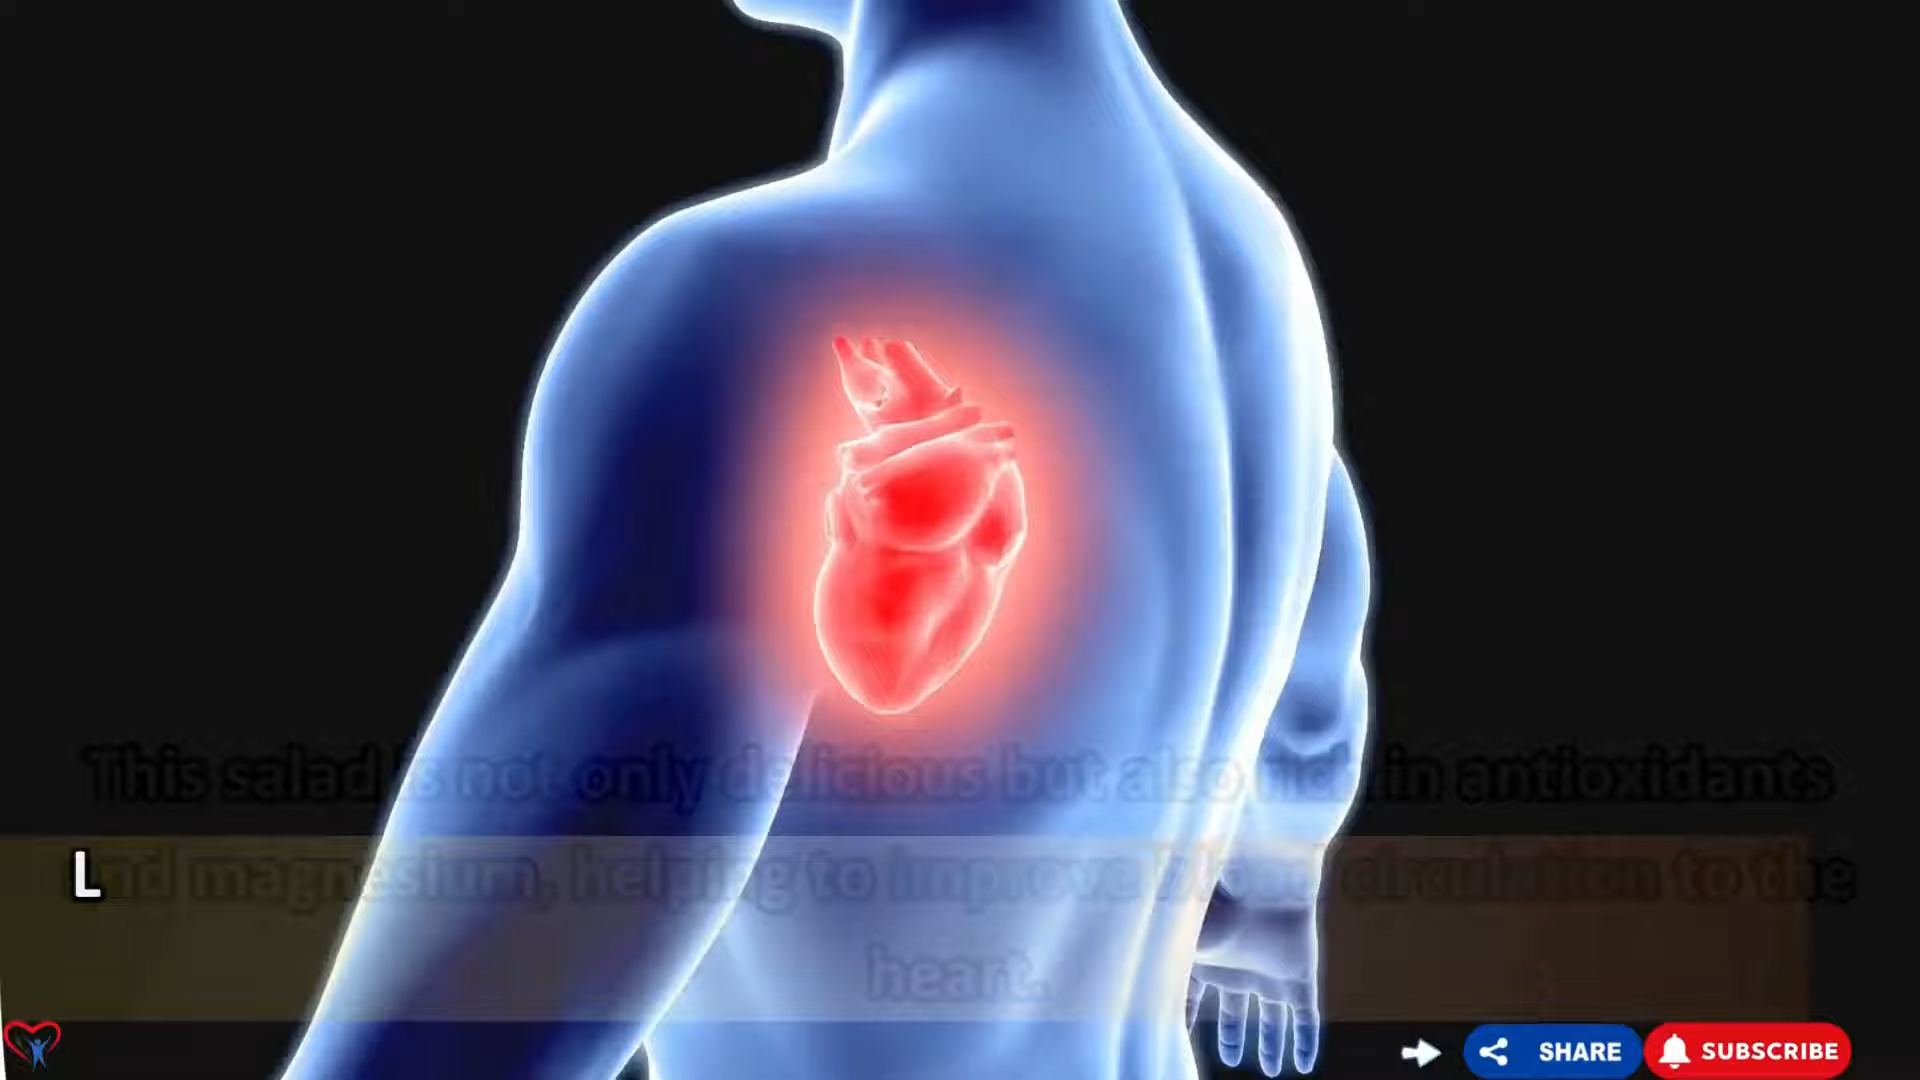 This salad is not only delicious but also rich in antioxidants
and magnesium, helping to improve blood circulation to the
heart.
L
SHARE
SUBSCRIBE